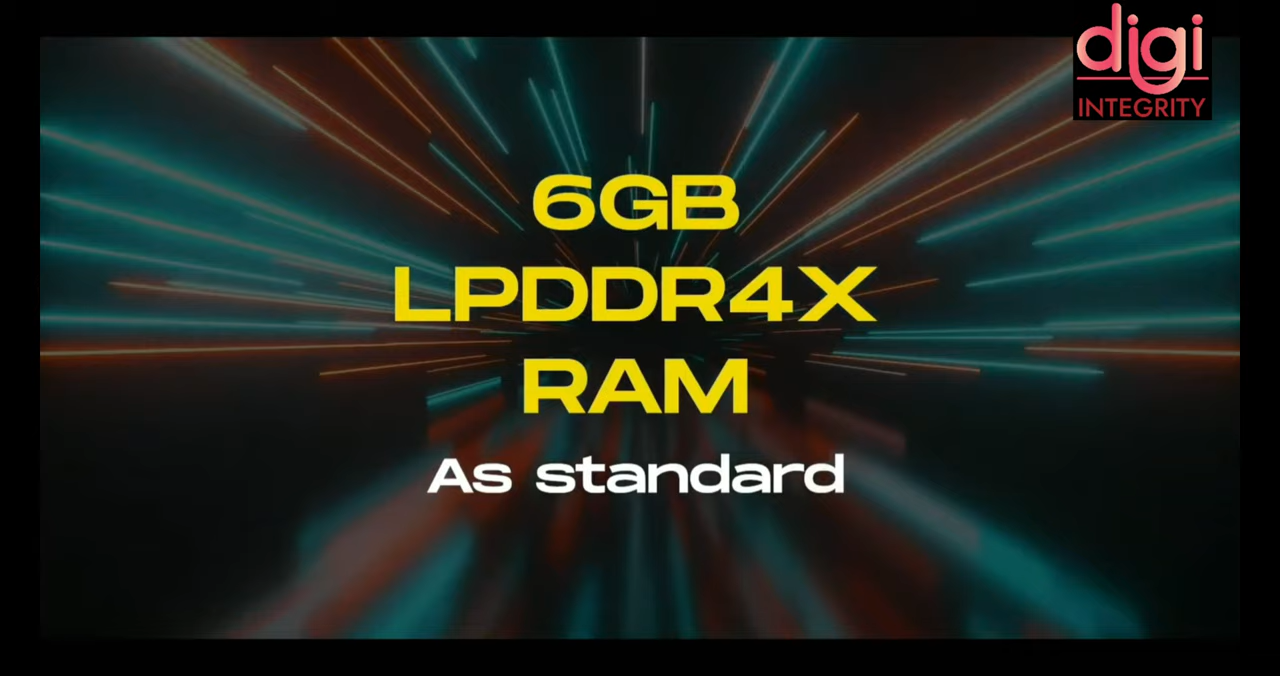 digi
INTEGRITY
6GB
LPDDR4X
RAM
As standard